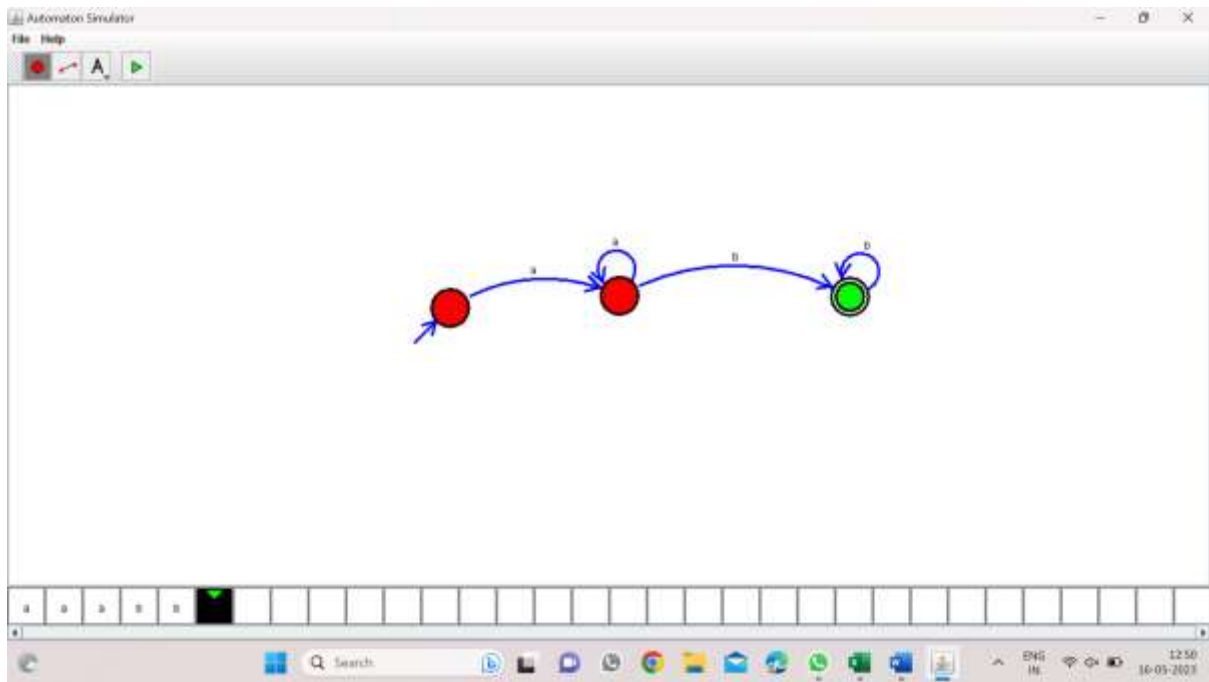 Automaton Simulator
File Help
A
a
a
b
b
a a a b b
Search
ENG
IN
12:50
16-05-2023